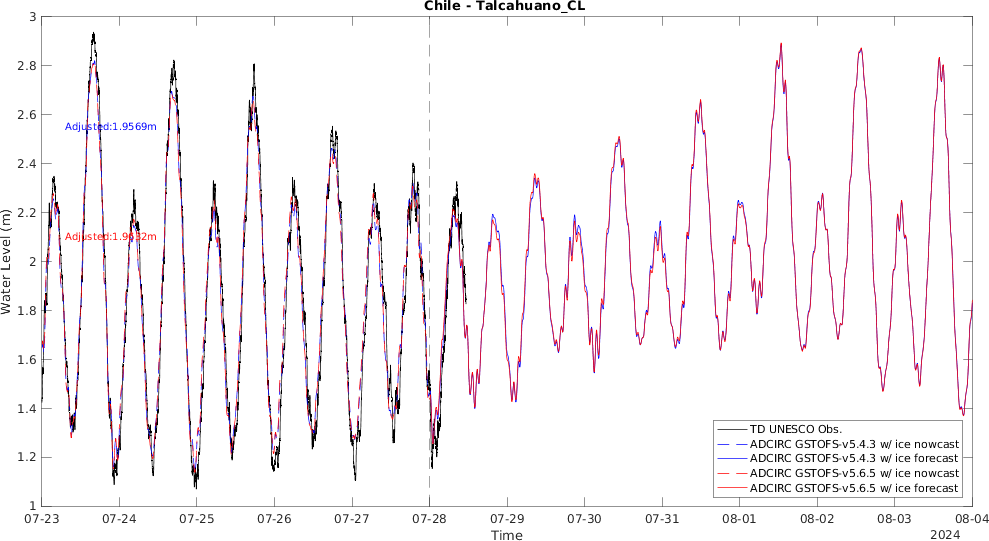 Chile - Talcahuano_CL
3
2.8
2.6
2.4
2.2
2
1.8
1.6
1.4
1.2
1
Water Level (m)
Adjusted:1.9569m
TD UNESCO Obs.
ADCIRC GSTOFS-v5.4.3 w/ ice nowcast
ADCIRC GSTOFS-v5.4.3 w/ ice forecast
ADCIRC GSTOFS-v5.6.5 w/ ice nowcast
ADCIRC GSTOFS-v5.6.5 w/ ice forecast
07-23 07-24 07-25 07-26 07-27 07-28 07-29 07-30 07-31 08-01 08-02 08-03 08-04
Time
2024